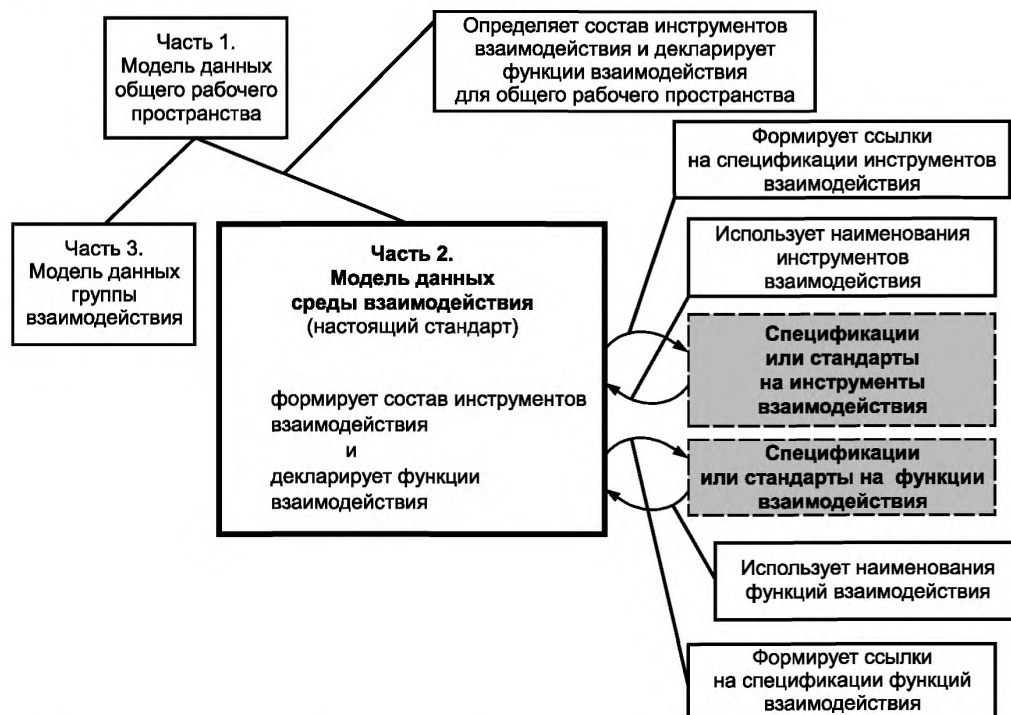 Часть 1.
Модель данных
общего рабочего
пространства
Определяет состав инструментов
взаимодействия и декларирует
функции взаимодействия
для общего рабочего пространства
Формирует ссылки
на спецификации инструментов
взаимодействия
Часть 3.
Модель данных
группы
взаимодействия
Часть 2.
Модель данных
среды взаимодействия
(настоящий стандарт)
формирует состав инструментов
взаимодействия
и
декларирует функции
взаимодействия
Использует наименования
инструментов
взаимодействия
Спецификации
или стандарты
на инструменты
взаимодействия
Спецификации
или стандарты на функции
взаимодействия
Использует наименования
функций взаимодействия
Формирует ссылки
на спецификации функций
взаимодействия